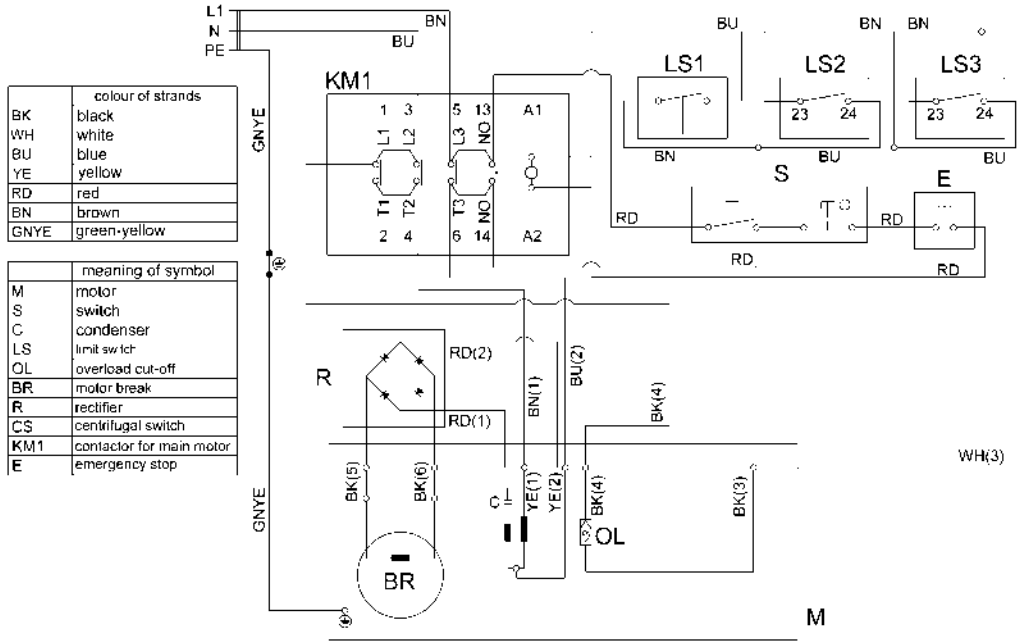 L1
N
PE
BN
BU
BU
BN
BN
LS1
LS2
LS3
KM1
1 3 5 13 A1
L1 L2 L3 NO
T1 T2 T3 NO
2 4 6 14 A2
23 24
23 24
BN
BU
BU
S
E
RD
RD
RD
RD
GNYE
colour of strands
BK black
WH white
BU blue
YE yellow
RD red
BN brown
GNYE green-yellow
meaning of symbol
M motor
S switch
C condenser
LS limit switch
OL overload cut-off
BR motor break
R rectifier
CS centrifugal switch
KM1 contactor for main motor
E emergency stop
R
RD(2)
RD(1)
BN(1)
BU(2)
BK(4)
WH(3)
GNYE
BK(5)
BK(6)
C
YE(1)
YE(2)
BK(4)
BK(3)
OL
BR
M